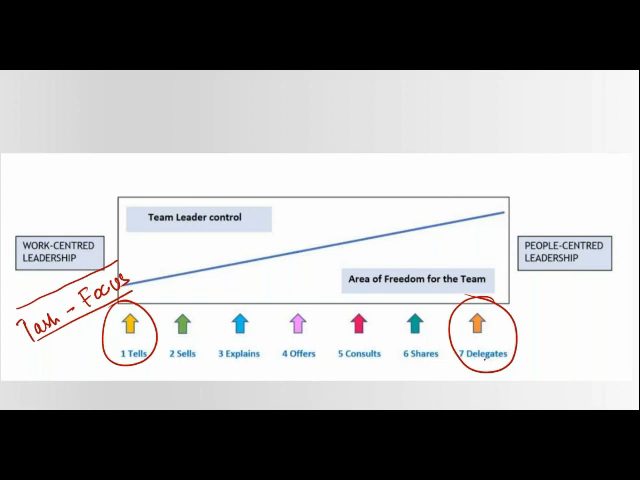 Team Leader control
WORK-CENTRED
LEADERSHIP
PEOPLE-CENTRED
LEADERSHIP
Area of Freedom for the Team
Task - Focus
1 Tells
2 Sells
3 Explains
4 Offers
5 Consults
6 Shares
7 Delegates